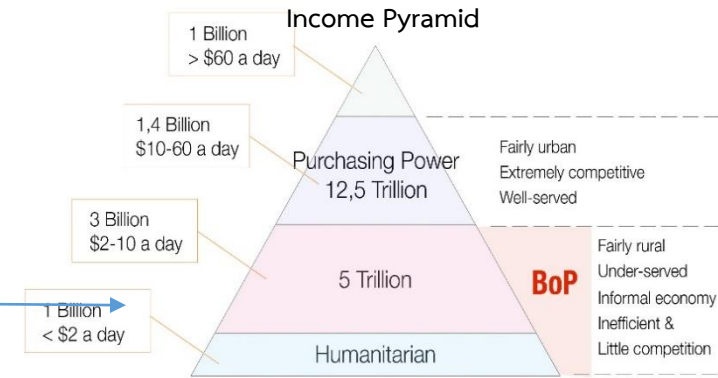 Income Pyramid
1 Billion
> $60 a day
1,4 Billion
$10-60 a day
Purchasing Power
12,5 Trillion
Fairly urban
Extremely competitive
Well-served
3 Billion
$2-10 a day
5 Trillion
BoP
Fairly rural
Under-served
Informal economy
Inefficient &
Little competition
1 Billion
< $2 a day
Humanitarian